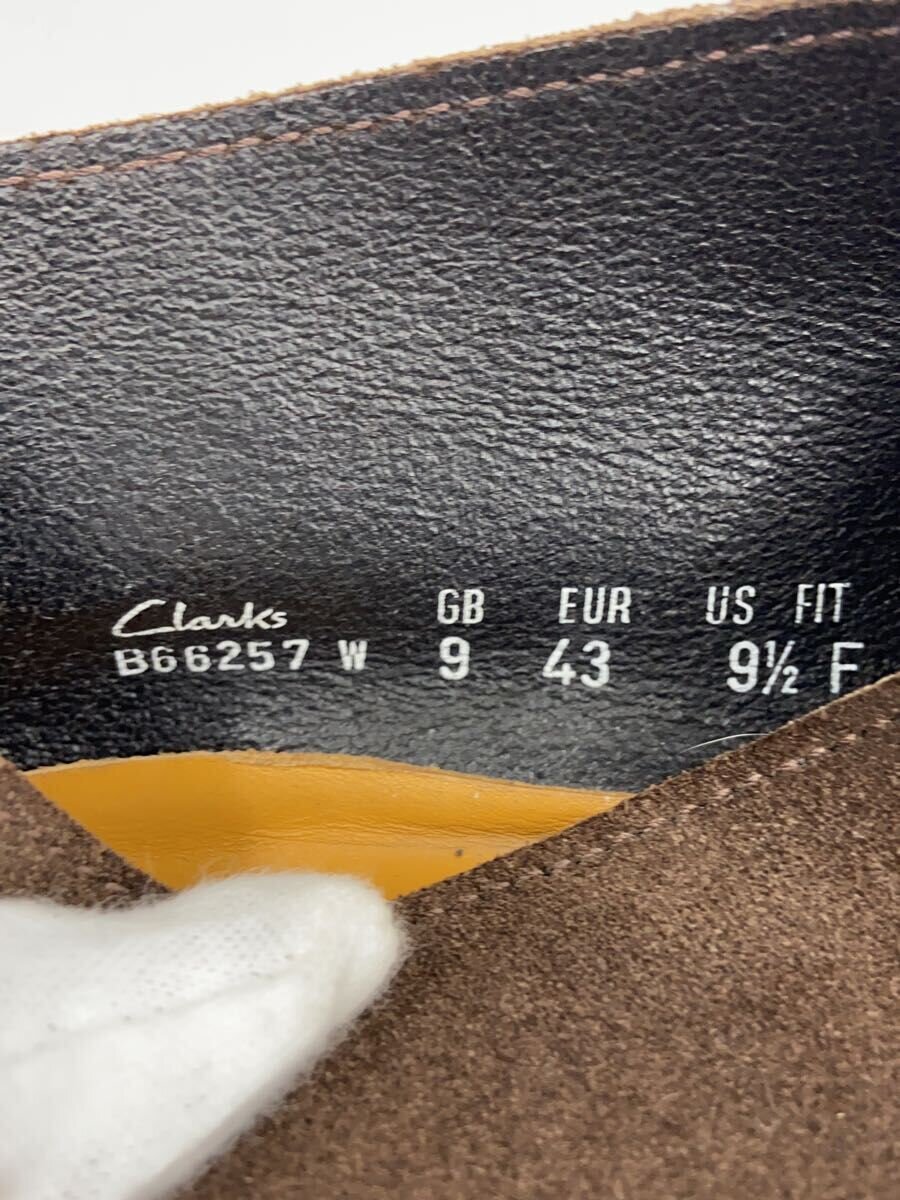 Clarks GB EUR US FIT
B66257 W 9 43 9½ F